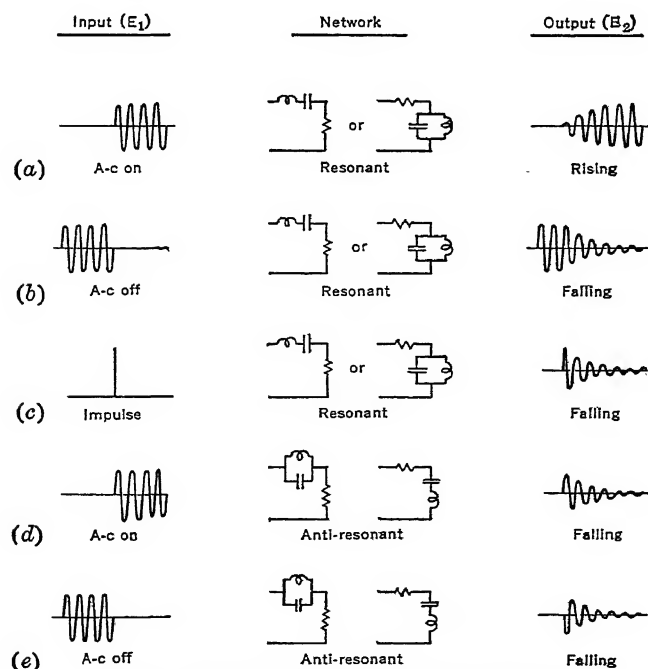 Input (E₁) Network Output (E₂)
or
(a) A-c on Resonant Rising
or
(b) A-c off Resonant Falling
or
(c) Impulse Resonant Falling
(d) A-c on Anti-resonant Falling
(e) A-c off Anti-resonant Falling